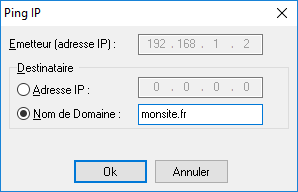 Ping IP
Emetteur (adresse IP) : 192 . 168 . 1 . 2
Destinataire
Adresse IP : 0 . 0 . 0 . 0
Nom de Domaine : monsite.fr
Ok Annuler